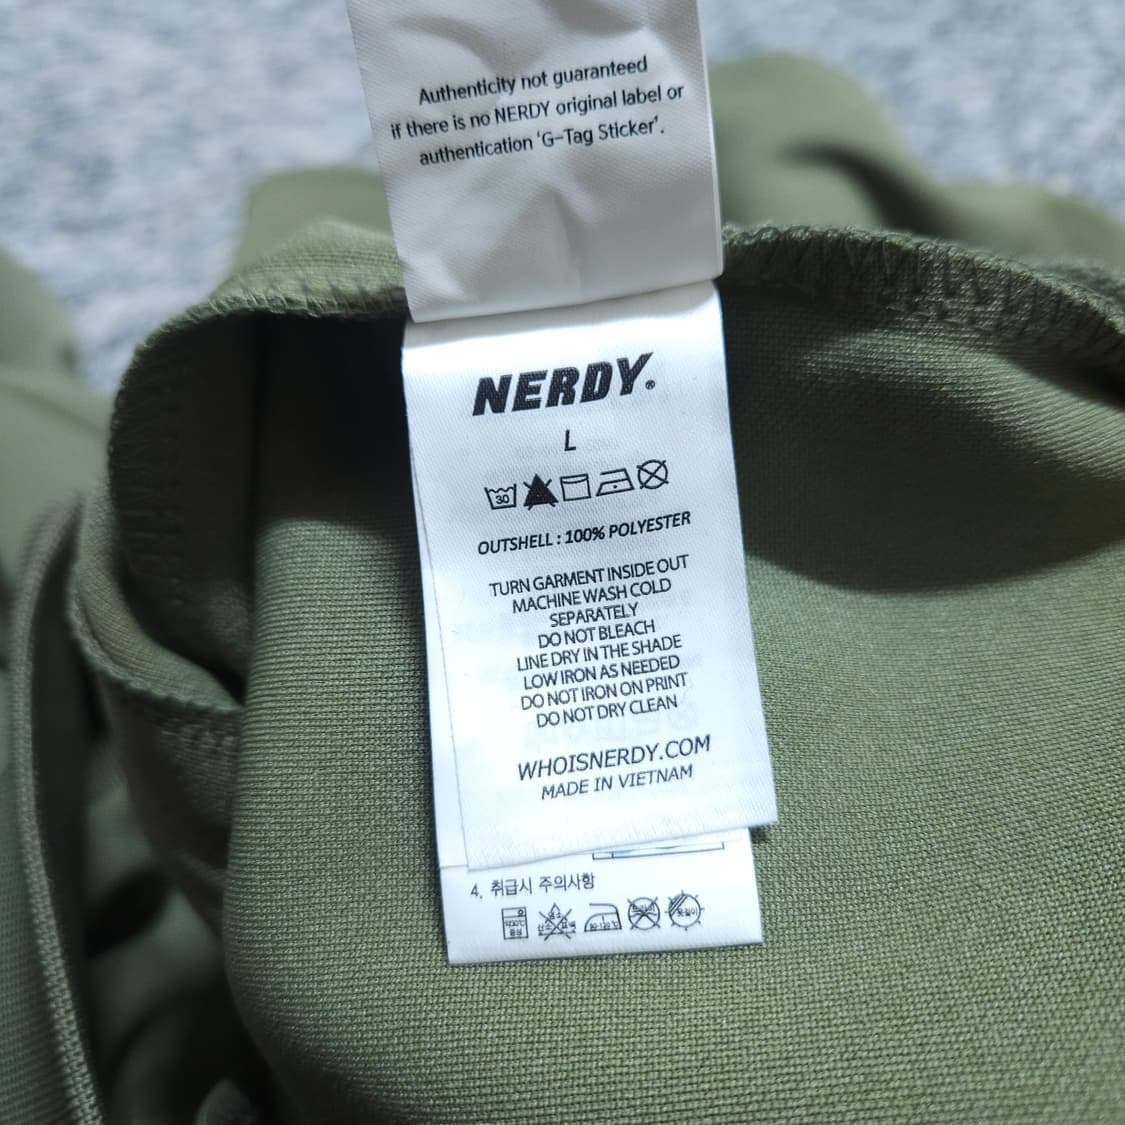 Authenticity not guaranteed
if there is no NERDY original label or
authentication 'G-Tag Sticker'.
NERDY®
L
30
OUTSHELL : 100% POLYESTER
TURN GARMENT INSIDE OUT
MACHINE WASH COLD
SEPARATELY
DO NOT BLEACH
LINE DRY IN THE SHADE
LOW IRON AS NEEDED
DO NOT IRON ON PRINT
DO NOT DRY CLEAN
WHOISNERDY.COM
MADE IN VIETNAM
4. 취급시 주의사항